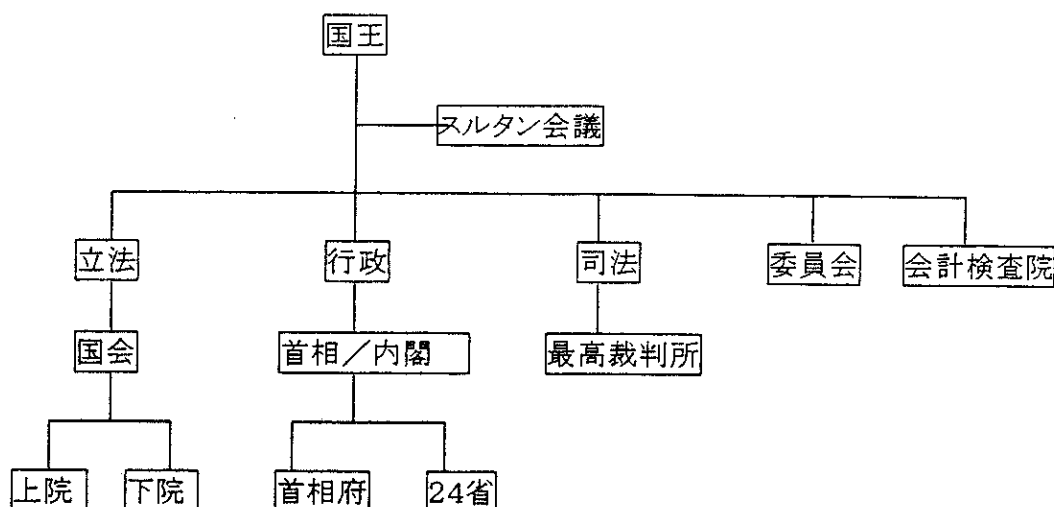 国王
スルタン会議
立法
行政
司法
委員会
会計検査院
国会
首相／内閣
最高裁判所
上院
下院
首相府
24省